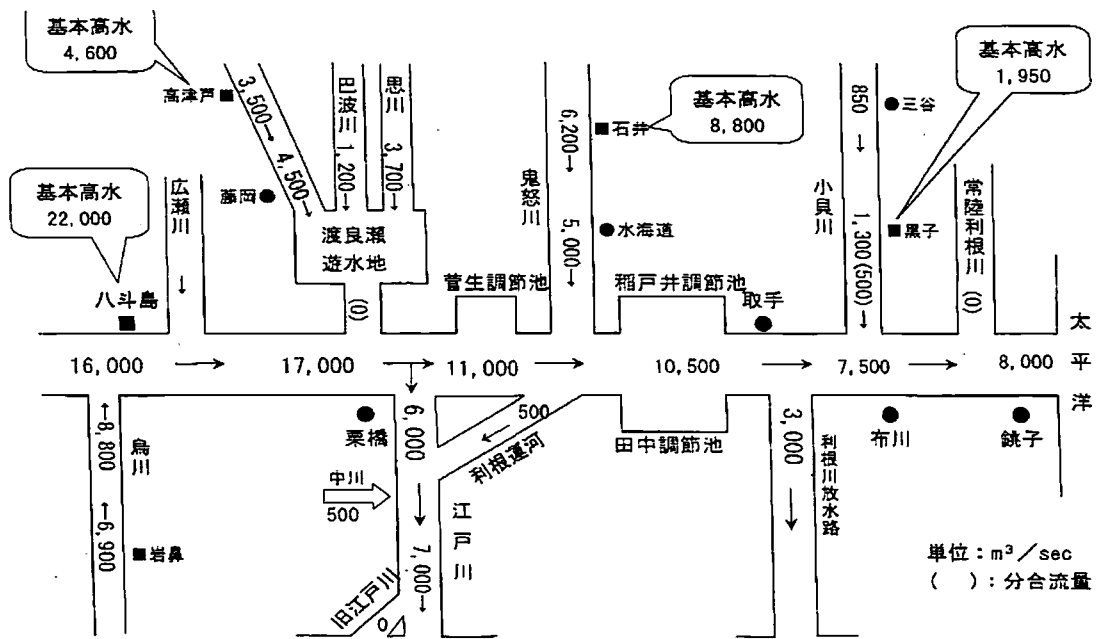 基本高水
4,600
高津戸
3,500→
4,500→
巴波川
1,200→
思川
3,700→
藤岡
渡良瀬
遊水地
(0)
基本高水
22,000
八斗島
広瀬川
→
鬼怒川
6,200→
5,000→
石井
基本高水
8,800
水海道
菅生調節池
稲戸井調節池
取手
小貝川
850→
1,300(500)→
三谷
基本高水
1,950
黒子
常陸利根川
(0)
16,000→
17,000→
11,000→
10,500→
7,500→
8,000
太平洋
烏川
←8,800
←6,900
岩鼻
栗橋
中川
500
6,000→
7,000→
江戸川
旧江戸川
0
←500
利根運河
田中調節池
3,000→
利根川放水路
布川
銚子
単位：m³／sec
(　)：分合流量